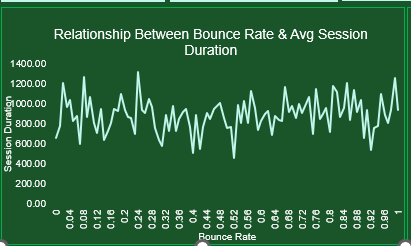 Relationship Between Bounce Rate & Avg Session
Duration
1400.00
1200.00
1000.00
800.00
600.00
400.00
200.00
0.00
Session Duration
0 0.04 0.08 0.12 0.16 0.2 0.24 0.28 0.32 0.36 0.4 0.44 0.48 0.52 0.56 0.6 0.64 0.68 0.72 0.76 0.8 0.84 0.88 0.92 0.96 1
Bounce Rate